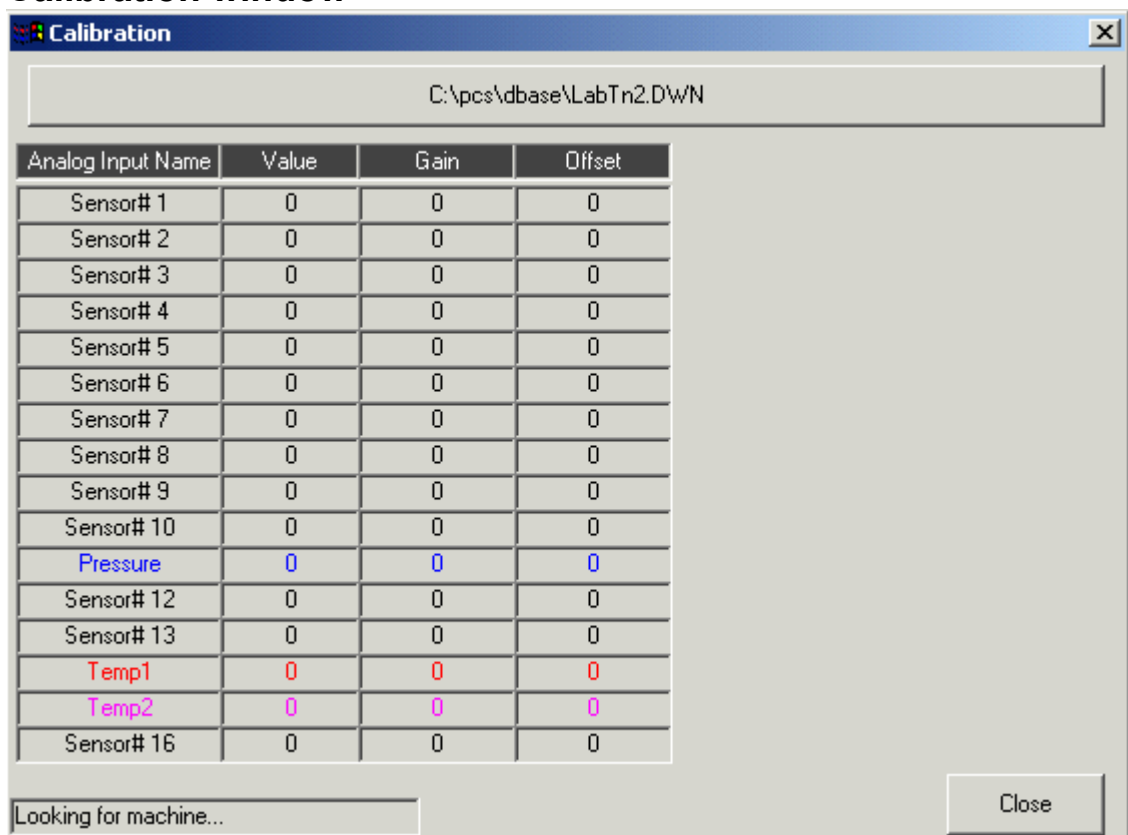 Calibration Window
Calibration
C:\pcs\dbase\LabTn2.DWN
Analog Input Name Value Gain Offset
Sensor# 1 0 0 0
Sensor# 2 0 0 0
Sensor# 3 0 0 0
Sensor# 4 0 0 0
Sensor# 5 0 0 0
Sensor# 6 0 0 0
Sensor# 7 0 0 0
Sensor# 8 0 0 0
Sensor# 9 0 0 0
Sensor# 10 0 0 0
Pressure 0 0 0
Sensor# 12 0 0 0
Sensor# 13 0 0 0
Temp1 0 0 0
Temp2 0 0 0
Sensor# 16 0 0 0
Looking for machine...
Close